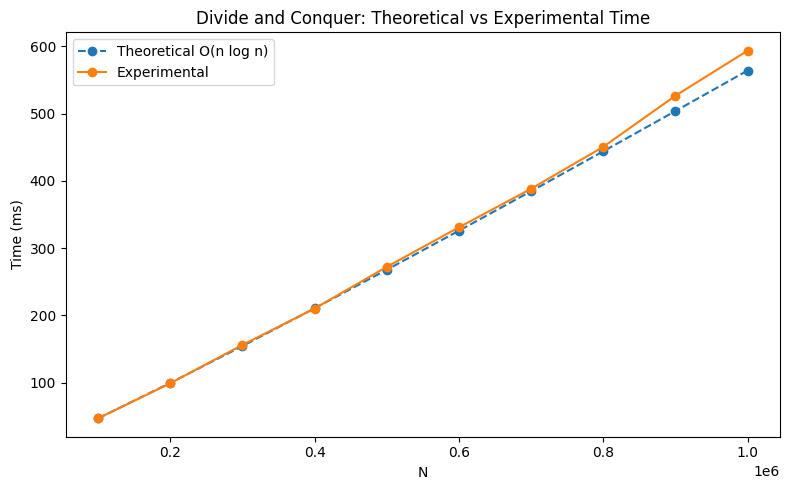 Divide and Conquer: Theoretical vs Experimental Time
Theoretical O(n log n)
Experimental
Time (ms)
600
500
400
300
200
100
0.2
0.4
0.6
0.8
1.0
1e6
N